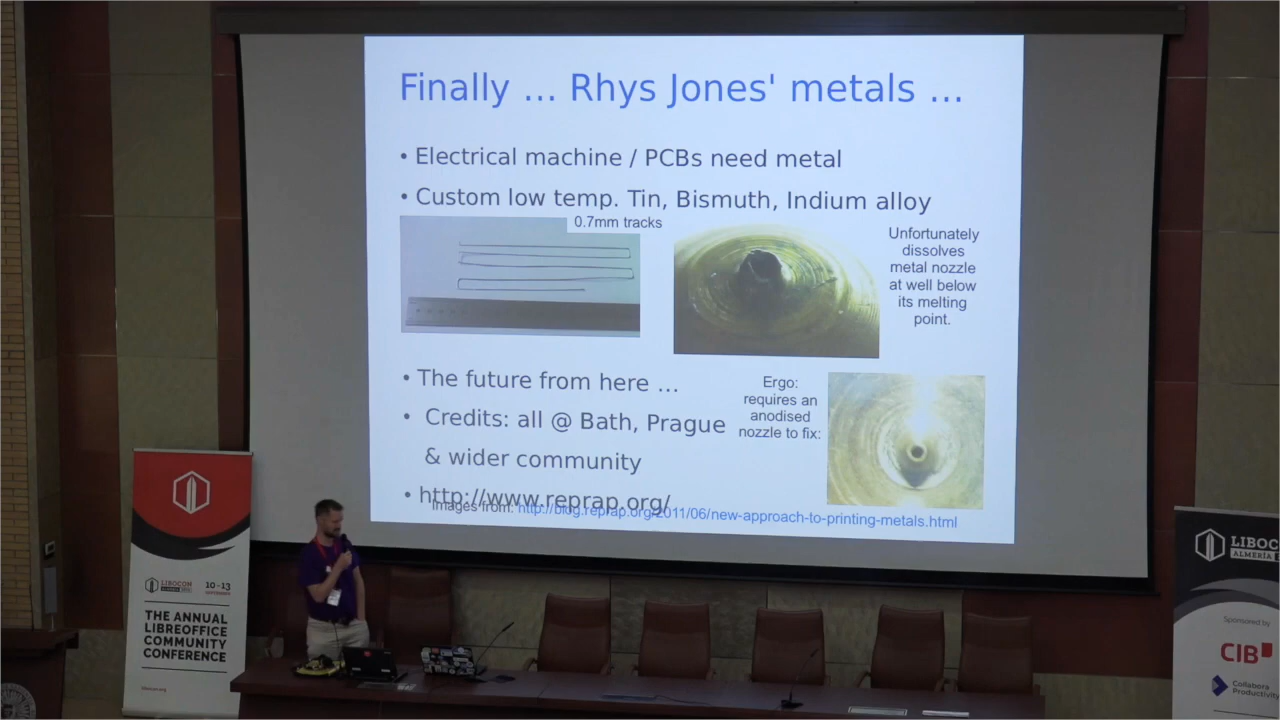 Finally ... Rhys Jones' metals ...
• Electrical machine / PCBs need metal
• Custom low temp. Tin, Bismuth, Indium alloy
0.7mm tracks
Unfortunately
dissolves
metal nozzle
at well below
its melting
point.
• The future from here ...
• Credits: all @ Bath, Prague
& wider community
• http://www.reprap.org/
Ergo:
requires an
anodised
nozzle to fix:
Images from: http://blog.reprap.org/2011/06/new-approach-to-printing-metals.html
LIBOCON
10-13
THE ANNUAL
LIBREOFFICE
COMMUNITY
CONFERENCE
LIBOC
ALMERÍA
Sponsored by
CIB
Collabora
Productivity